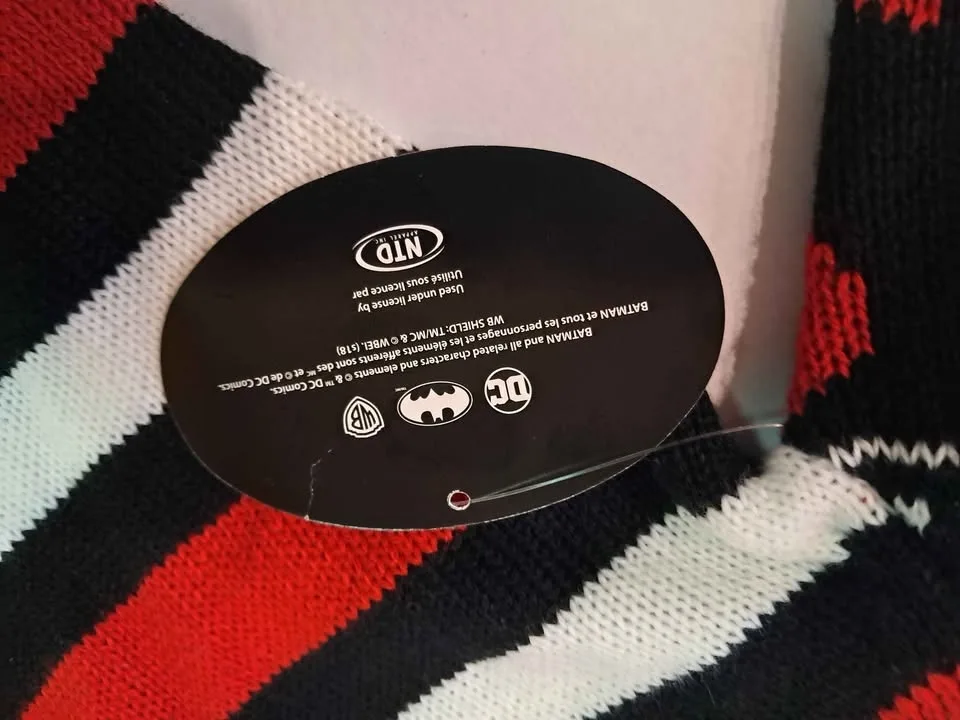 DC
WB
BATMAN and all related characters and elements and © & ™ DC Comics.
BATMAN et tous les personnages et les éléments afférents sont des ᴹᶜ et © de DC Comics.
WB SHIELD: TM/MC & © WBEI. (s18)
Used under license by
Utilisé sous licence par
NTD
APPAREL INC